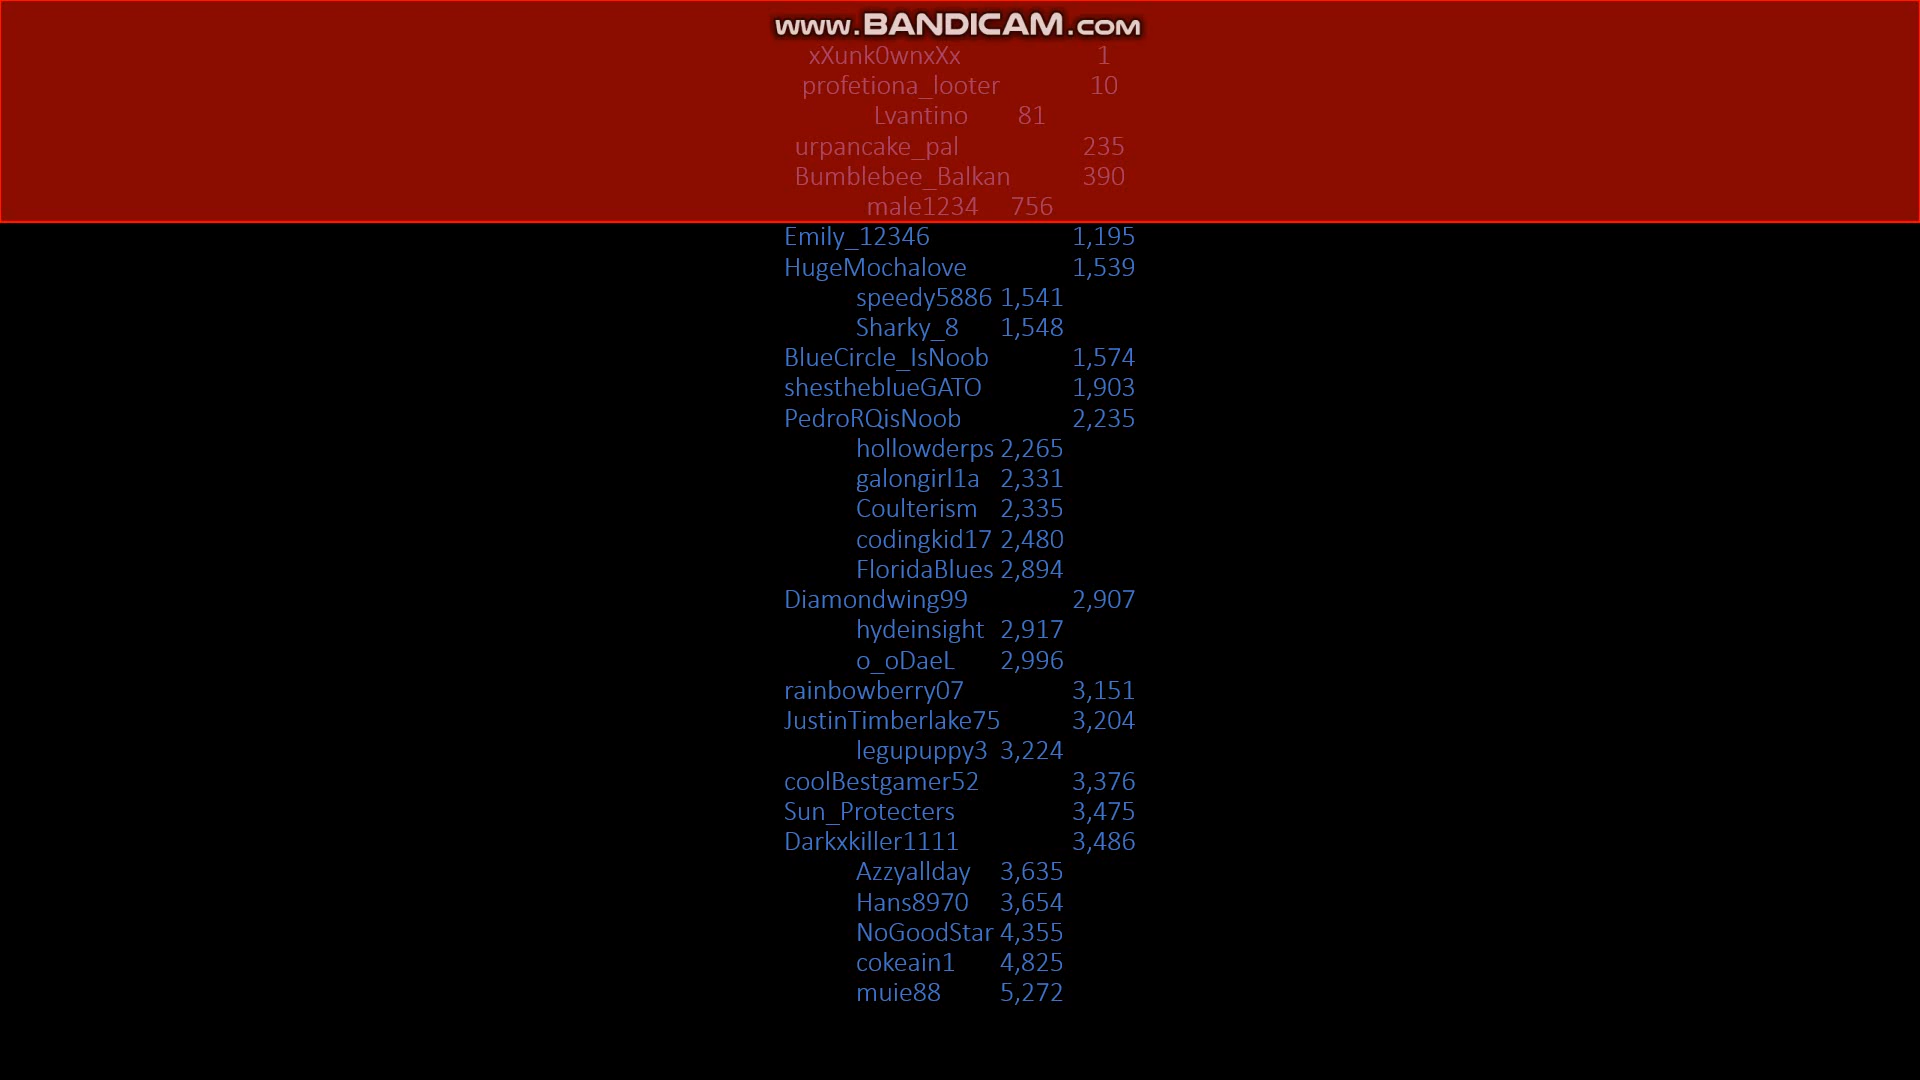 www.BANDICAM.com
xXunk0wnxXx 1
profetiona_looter 10
Lvantino 81
urpancake_pal 235
Bumblebee_Balkan 390
male1234 756
Emily_12346 1,195
HugeMochalove 1,539
speedy5886 1,541
Sharky_8 1,548
BlueCircle_IsNoob 1,574
shestheblueGATO 1,903
PedroRQisNoob 2,235
hollowderps 2,265
galongirl1a 2,331
Coulterism 2,335
codingkid17 2,480
FloridaBlues 2,894
Diamondwing99 2,907
hydeinsight 2,917
o_oDaeL 2,996
rainbowberry07 3,151
JustinTimberlake75 3,204
legupuppy3 3,224
coolBestgamer52 3,376
Sun_Protecters 3,475
Darkxkiller1111 3,486
Azzyallday 3,635
Hans8970 3,654
NoGoodStar 4,355
cokeain1 4,825
muie88 5,272